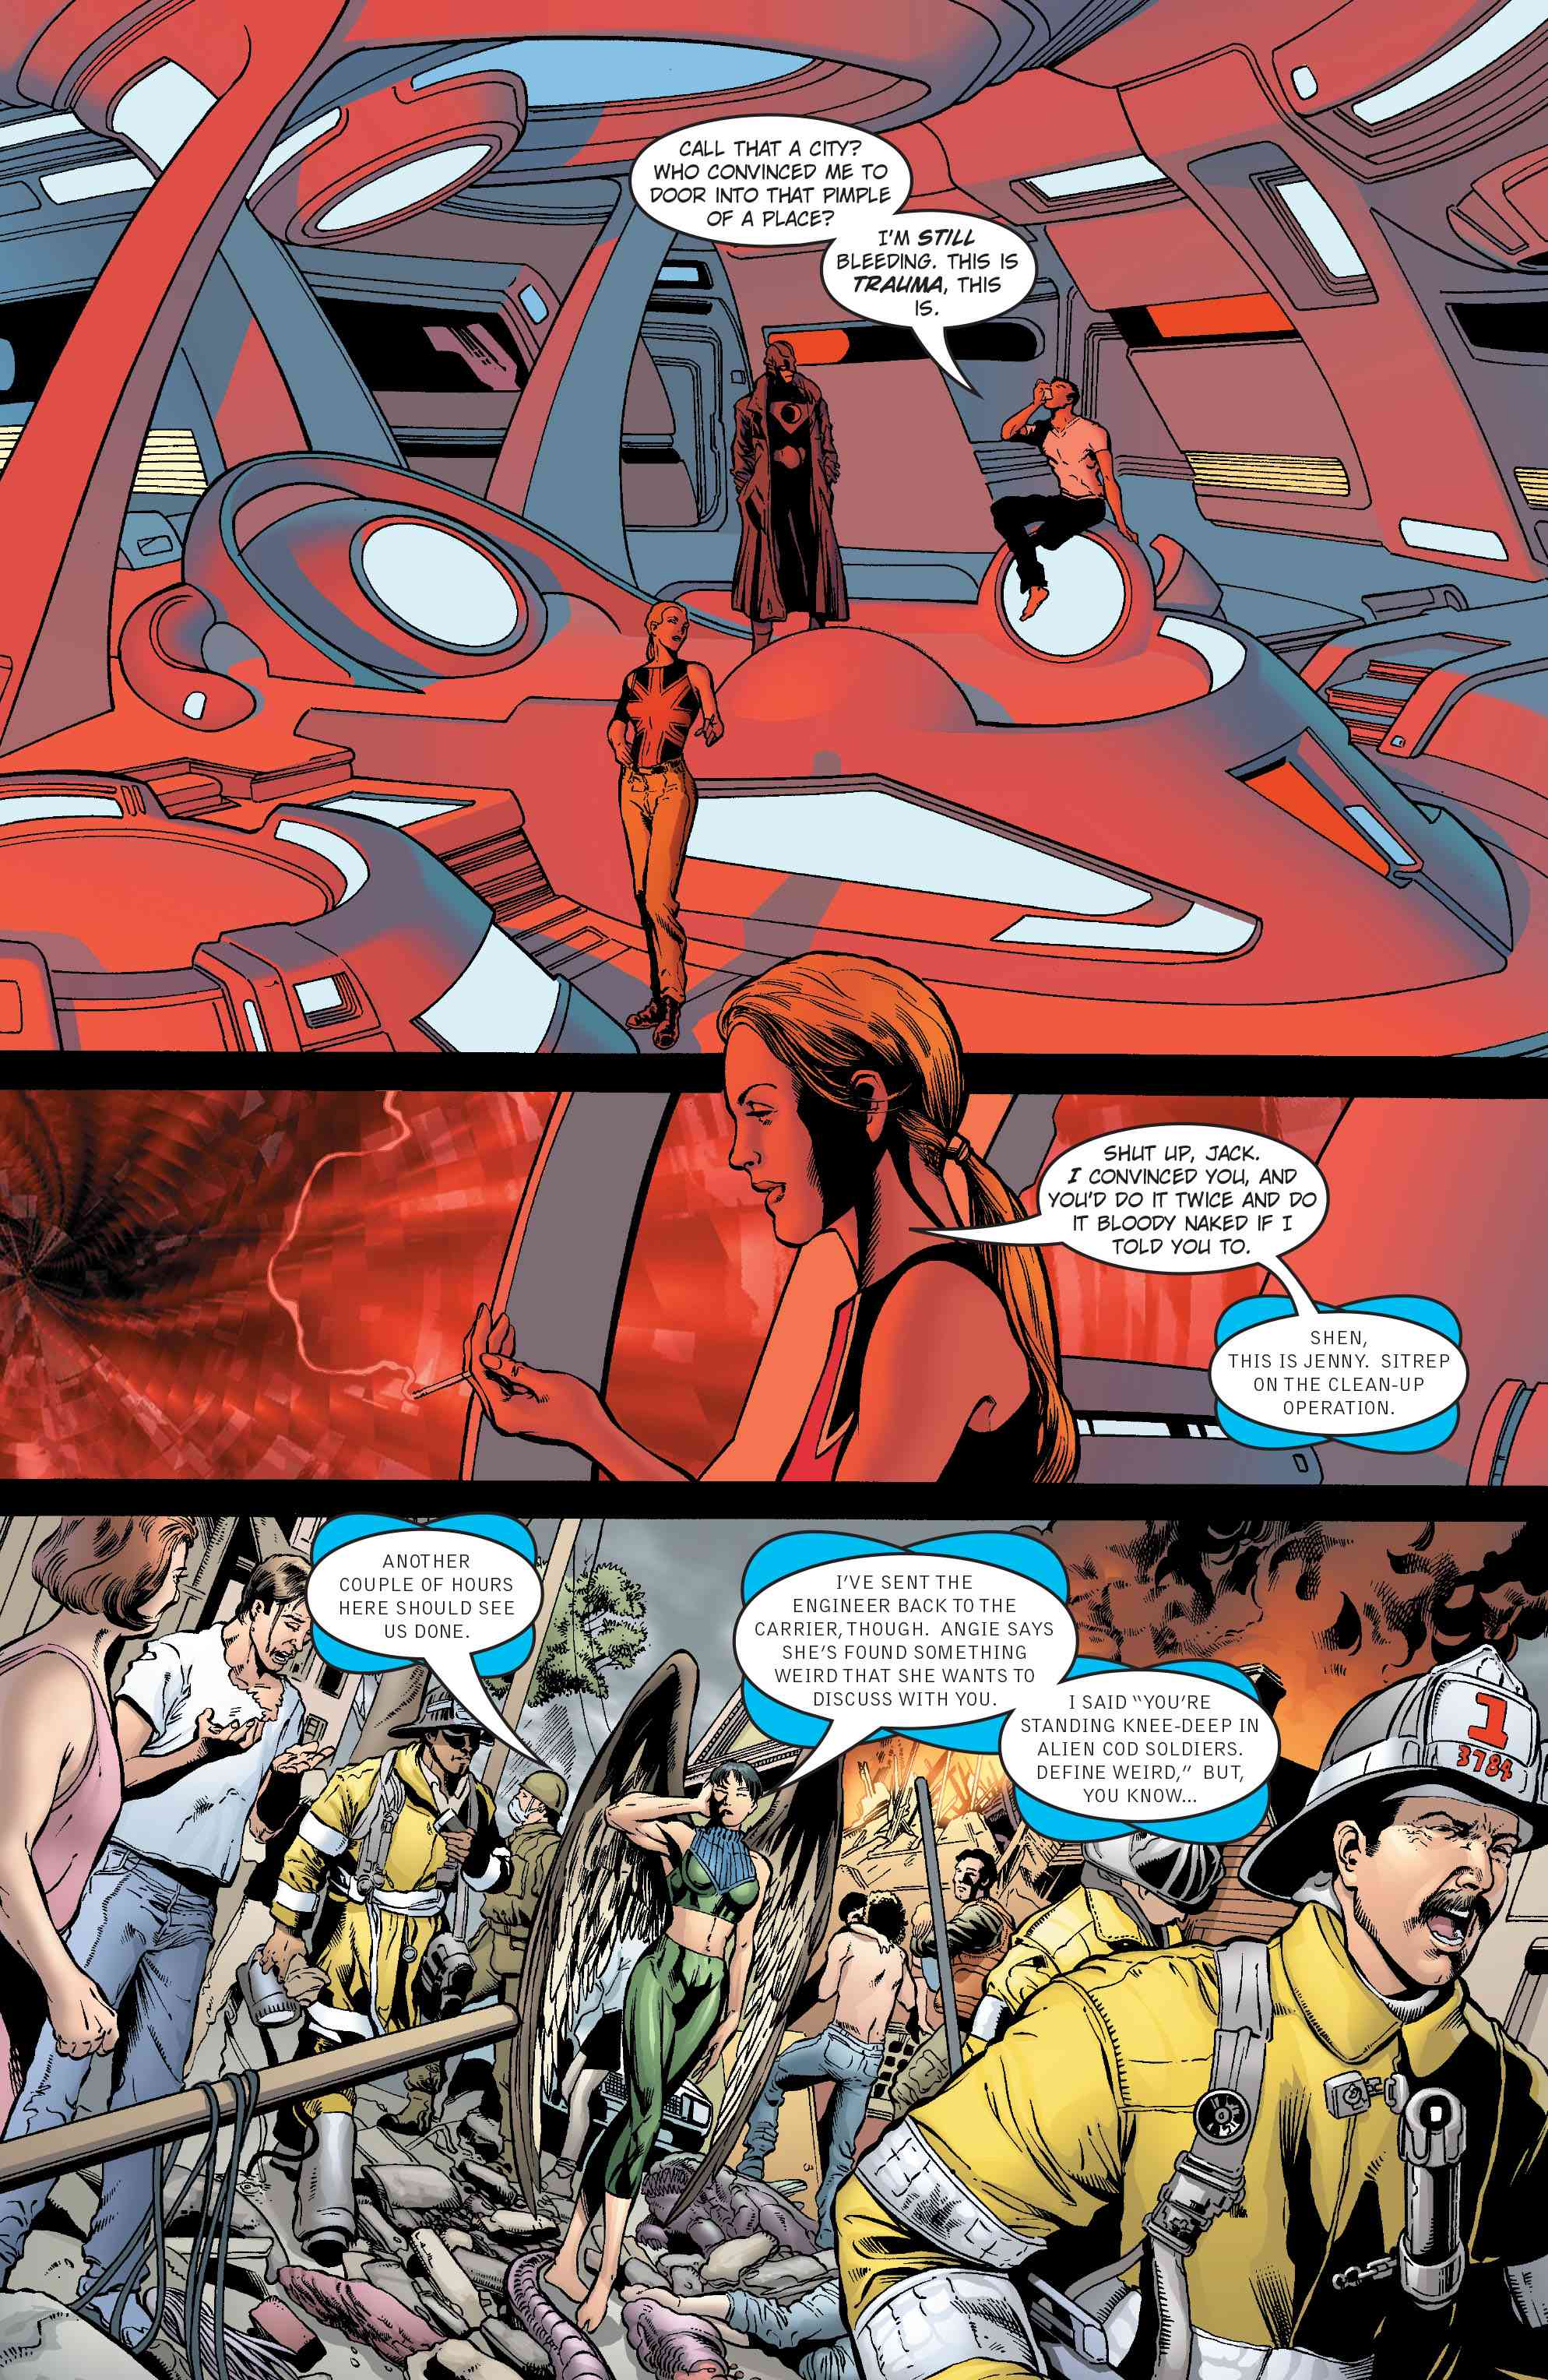 CALL THAT A CITY?
WHO CONVINCED ME TO
DOOR INTO THAT PIMPLE
OF A PLACE?
I'M STILL
BLEEDING. THIS IS
TRAUMA, THIS
IS.
SHUT UP, JACK.
I CONVINCED YOU, AND
YOU'D DO IT TWICE AND DO
IT BLOODY NAKED IF I
TOLD YOU TO.
SHEN,
THIS IS JENNY. SITREP
ON THE CLEAN-UP
OPERATION.
ANOTHER
COUPLE OF HOURS
HERE SHOULD SEE
US DONE.
I'VE SENT THE
ENGINEER BACK TO THE
CARRIER, THOUGH. ANGIE SAYS
SHE'S FOUND SOMETHING
WEIRD THAT SHE WANTS TO
DISCUSS WITH YOU.
I SAID "YOU'RE
STANDING KNEE-DEEP IN
ALIEN COD SOLDIERS.
DEFINE WEIRD," BUT,
YOU KNOW...
1
3784